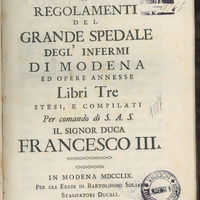 REGOLAMENTI
DEL
GRANDE SPEDALE
DEGL' INFERMI
DI MODENA
ED OPERE ANNESSE
Libri Tre
STESI, E COMPILATI
Per comando di S. A. S.
IL SIGNOR DUCA
FRANCESCO III.
IN MODENA MDCCLIX.
PER GLI EREDI DI BARTOLOMEO SOLIANI
STAMPATORI DUCALI.